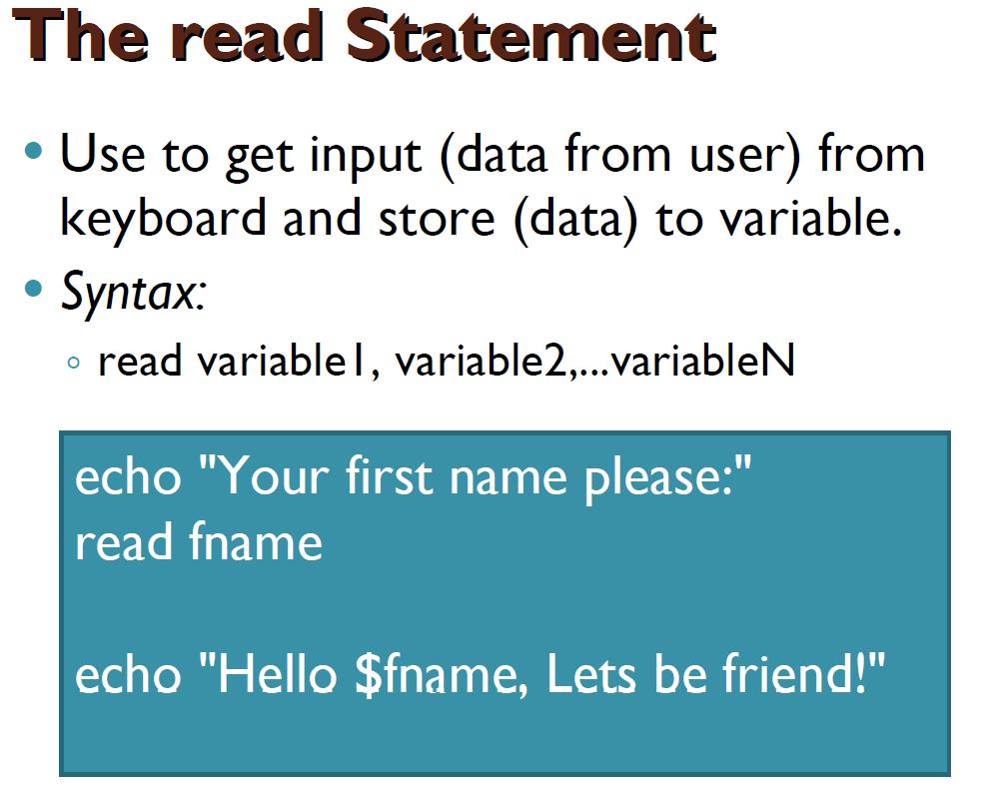 The read Statement
• Use to get input (data from user) from
keyboard and store (data) to variable.
• Syntax:
◦ read variable1, variable2,...variableN
echo "Your first name please:"
read fname
echo "Hello $fname, Lets be friend!"